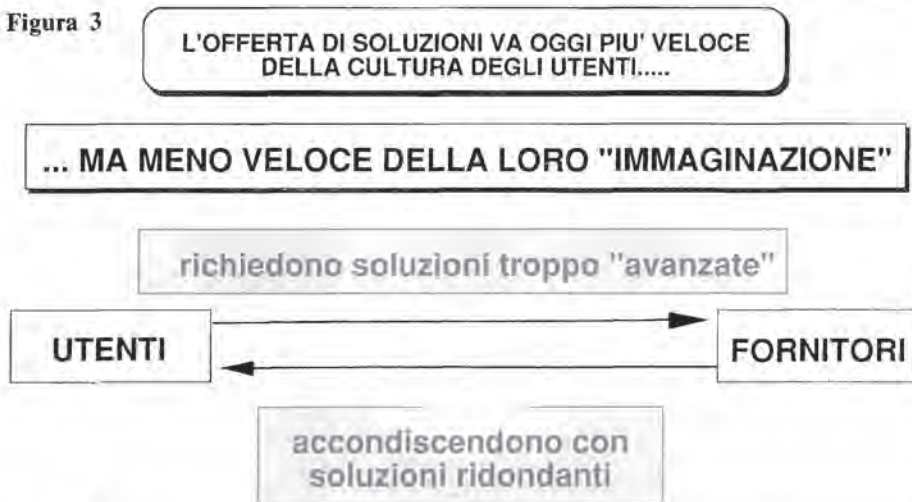 Figura 3
L'OFFERTA DI SOLUZIONI VA OGGI PIU' VELOCE
DELLA CULTURA DEGLI UTENTI.....
... MA MENO VELOCE DELLA LORO "IMMAGINAZIONE"
richiedono soluzioni troppo "avanzate"
UTENTI
FORNITORI
accondiscendono con
soluzioni ridondanti